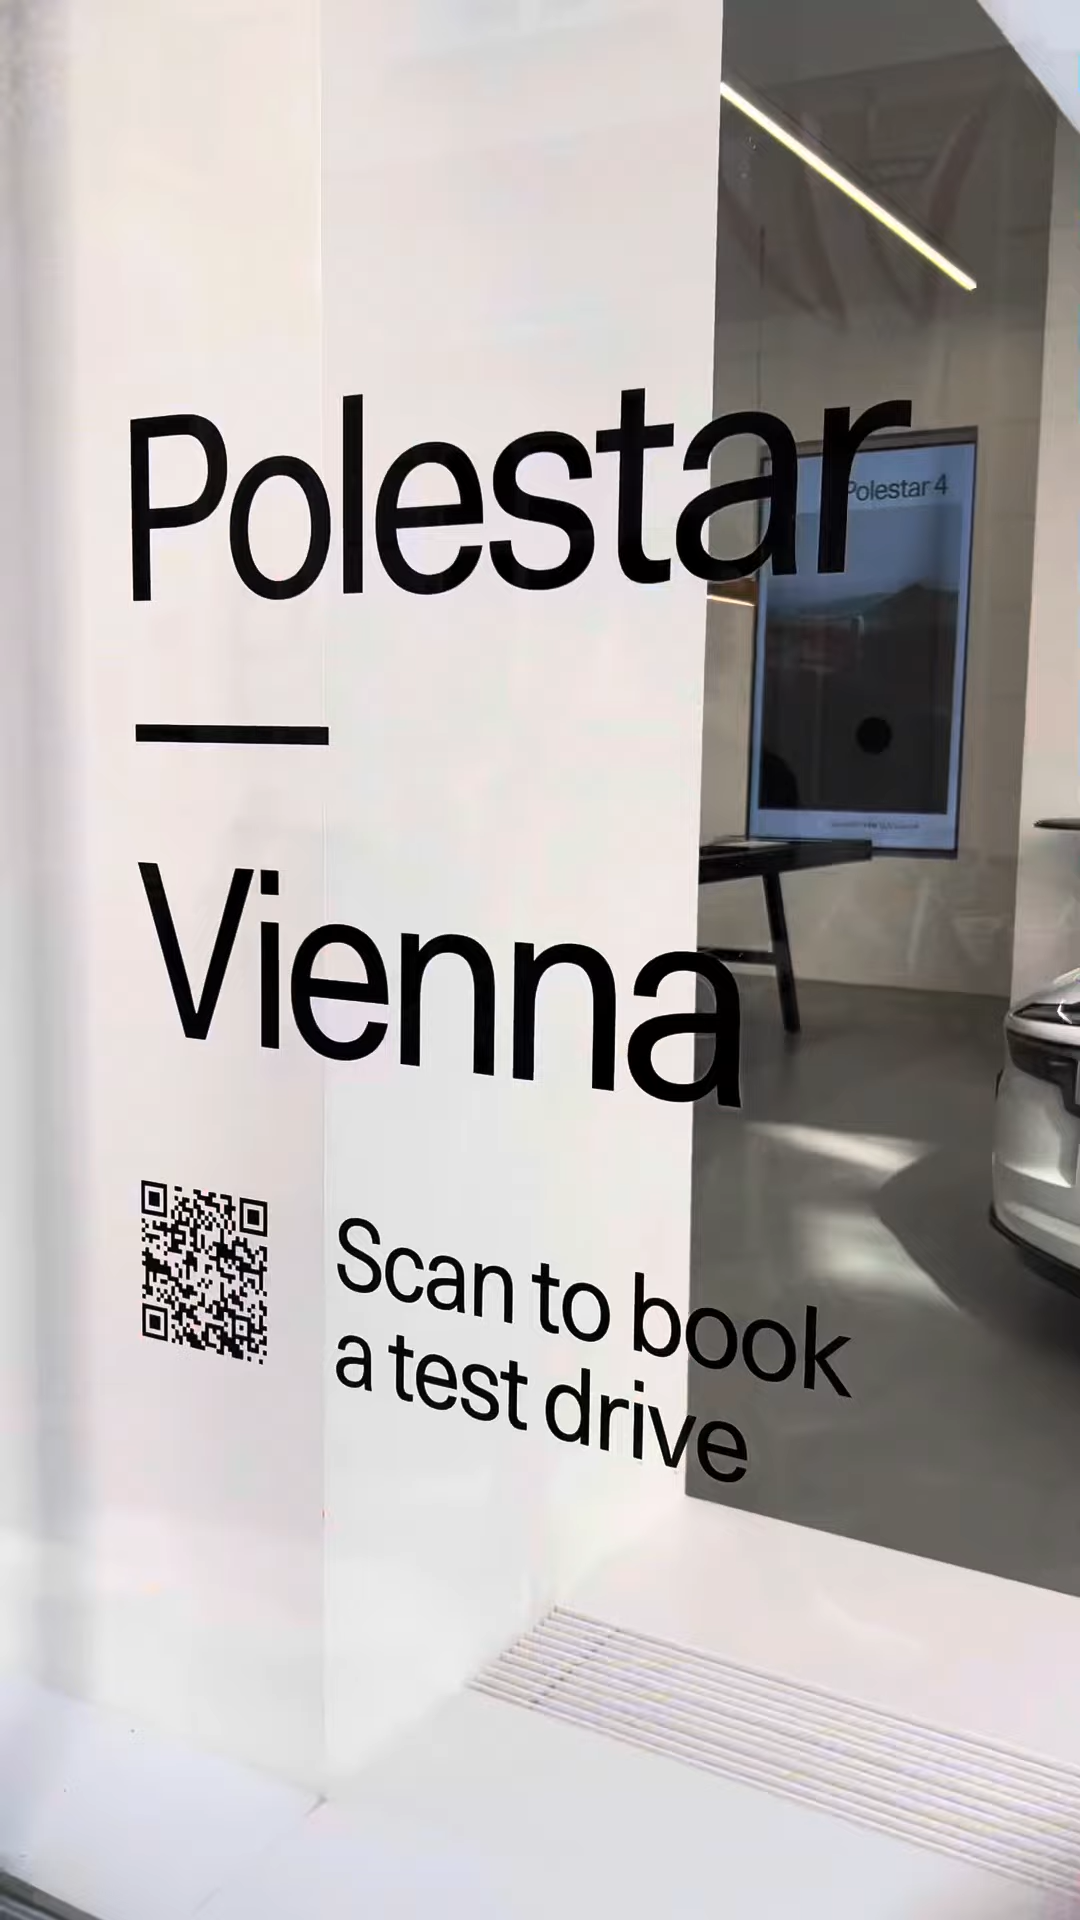 Polestar
Polestar 4
Vienna
Scan to book
a test drive